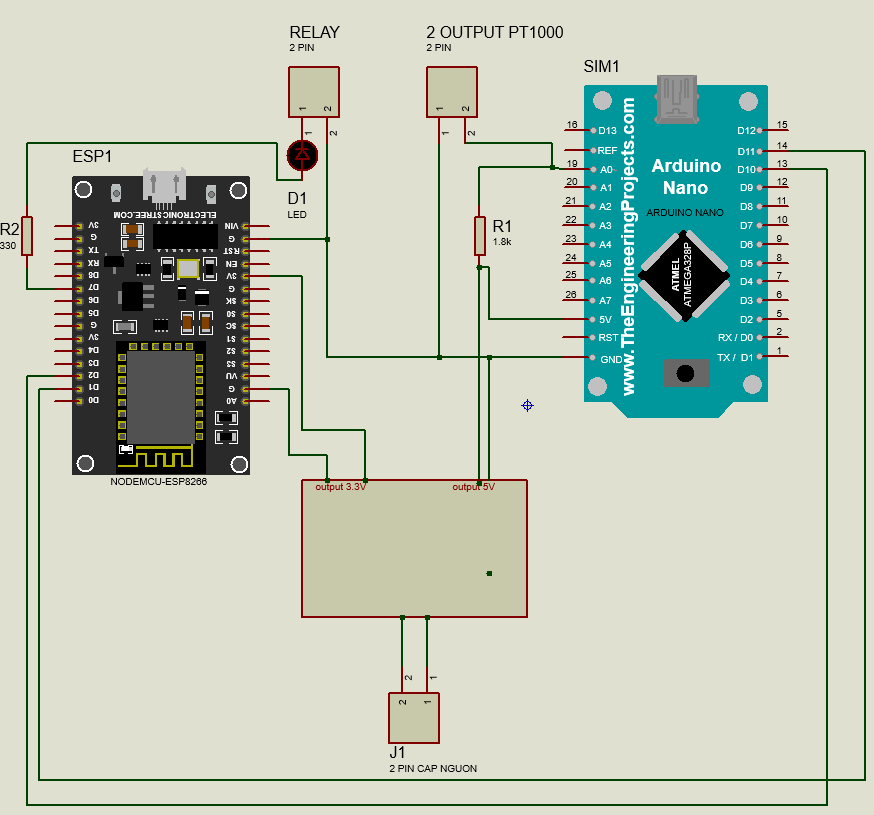 RELAY
2 PIN
1
2
1
2
D1
LED
2 OUTPUT PT1000
2 PIN
1
2
1
2
SIM1
16 D13
REF
19 A0
20 A1
21 A2
22 A3
23 A4
24 A5
25 A6
26 A7
5V
RST
GND
D12 15
D11 14
D10 13
D9 12
D8 11
D7 10
D6 9
D5 8
D4 7
D3 6
D2 5
RX / D0 2
TX / D1 1
www.TheEngineeringProjects.com
Arduino
Nano
ARDUINO NANO
ATMEL
ATMEGA328P
ESP1
ELECTRONICSTREE.COM
3V
G
TX
RX
D8
D7
D6
D5
G
3V
D4
D3
D2
D1
D0
VIN
G
RST
EN
3V
G
SK
S0
SC
S1
S2
S3
VU
G
A0
NODEMCU-ESP8266
R2
330
R1
1.8k
output 3.3V
output 5V
2
1
2
1
J1
2 PIN CAP NGUON